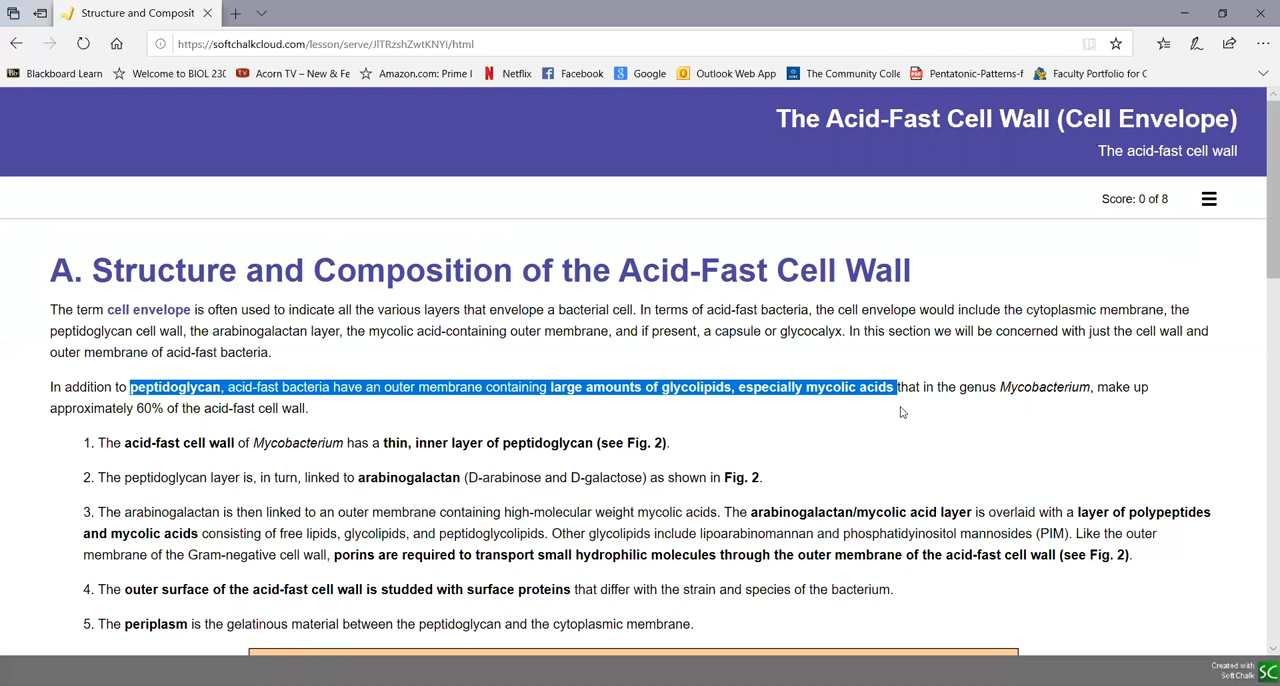 Structure and Composit
https://softchalkcloud.com/lesson/serve/JlTRzshZwtKNYI/html
Blackboard Learn Welcome to BIOL 230 Acorn TV – New & Fe Amazon.com: Prime I Netflix Facebook Google Outlook Web App The Community Colle Pentatonic-Patterns-f Faculty Portfolio for C
The Acid-Fast Cell Wall (Cell Envelope)
The acid-fast cell wall
Score: 0 of 8
A. Structure and Composition of the Acid-Fast Cell Wall
The term cell envelope is often used to indicate all the various layers that envelope a bacterial cell. In terms of acid-fast bacteria, the cell envelope would include the cytoplasmic membrane, the
peptidoglycan cell wall, the arabinogalactan layer, the mycolic acid-containing outer membrane, and if present, a capsule or glycocalyx. In this section we will be concerned with just the cell wall and
outer membrane of acid-fast bacteria.
In addition to peptidoglycan, acid-fast bacteria have an outer membrane containing large amounts of glycolipids, especially mycolic acids that in the genus Mycobacterium, make up
approximately 60% of the acid-fast cell wall.
1. The acid-fast cell wall of Mycobacterium has a thin, inner layer of peptidoglycan (see Fig. 2).
2. The peptidoglycan layer is, in turn, linked to arabinogalactan (D-arabinose and D-galactose) as shown in Fig. 2.
3. The arabinogalactan is then linked to an outer membrane containing high-molecular weight mycolic acids. The arabinogalactan/mycolic acid layer is overlaid with a layer of polypeptides
and mycolic acids consisting of free lipids, glycolipids, and peptidoglycolipids. Other glycolipids include lipoarabinomannan and phosphatidyinositol mannosides (PIM). Like the outer
membrane of the Gram-negative cell wall, porins are required to transport small hydrophilic molecules through the outer membrane of the acid-fast cell wall (see Fig. 2).
4. The outer surface of the acid-fast cell wall is studded with surface proteins that differ with the strain and species of the bacterium.
5. The periplasm is the gelatinous material between the peptidoglycan and the cytoplasmic membrane.
Created with
SoftChalk
SC